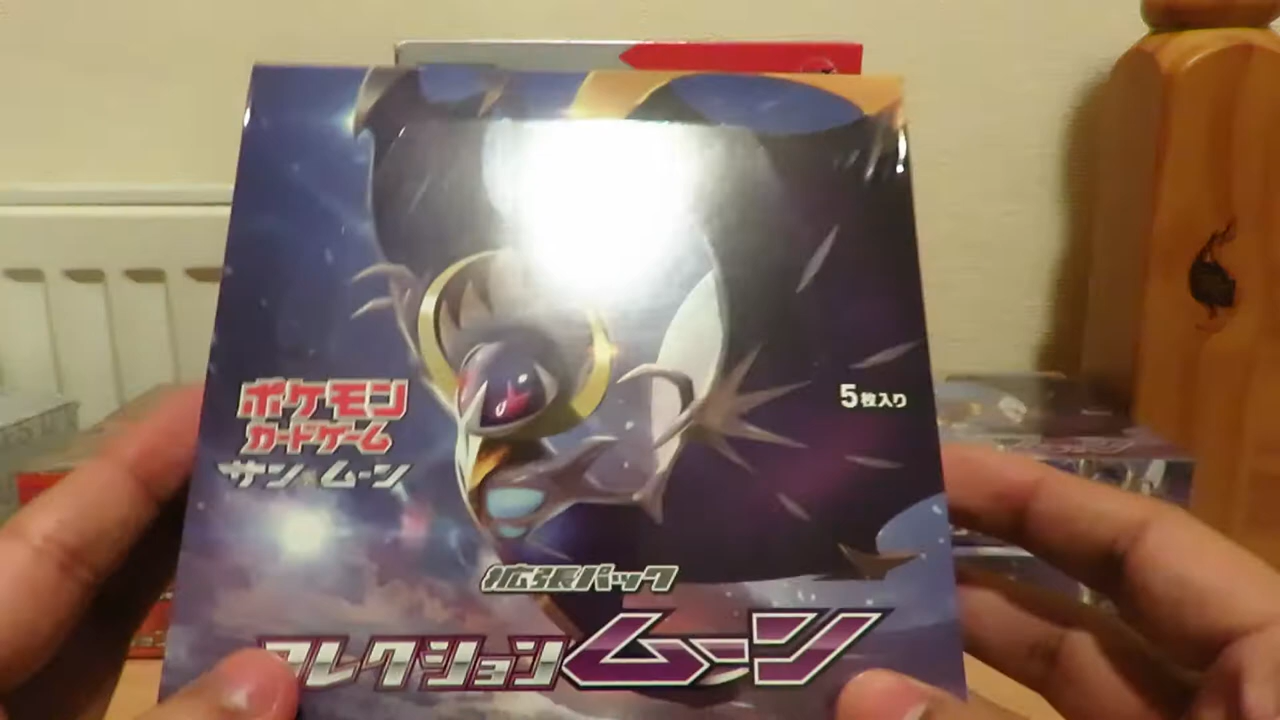 ポケモン
カードゲーム
サン★ムーン
5枚入り
拡張パック
コレクションムーン